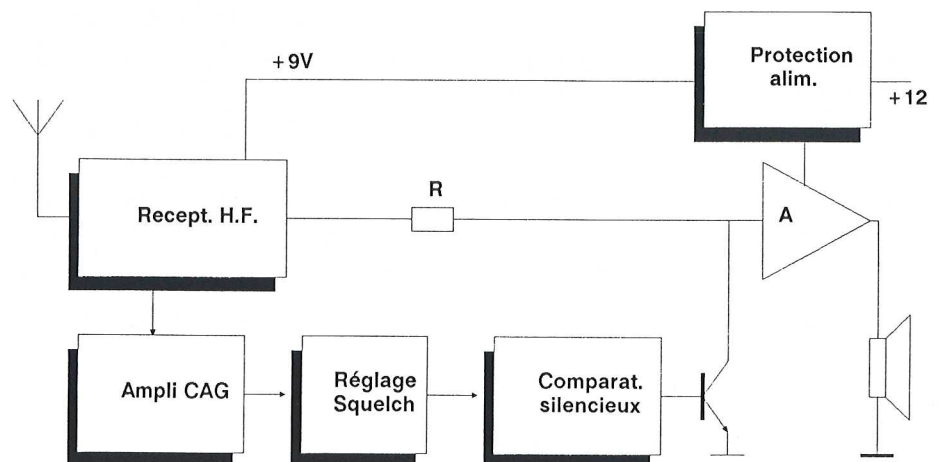 Protection
alim.
+9V
+12
Recept. H.F.
R
A
Ampli CAG
Réglage
Squelch
Comparat.
silencieux